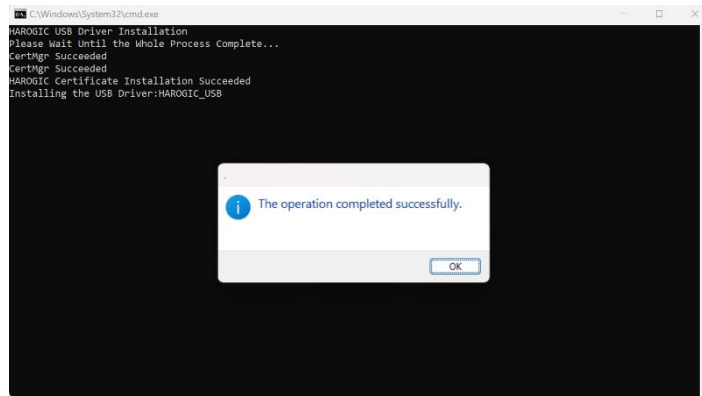 C:\Windows\System32\cmd.exe
HAROGIC USB Driver Installation
Please Wait Until the Whole Process Complete...
CertMgr Succeeded
CertMgr Succeeded
HAROGIC Certificate Installation Succeeded
Installing the USB Driver:HAROGIC_USB
The operation completed successfully.
OK